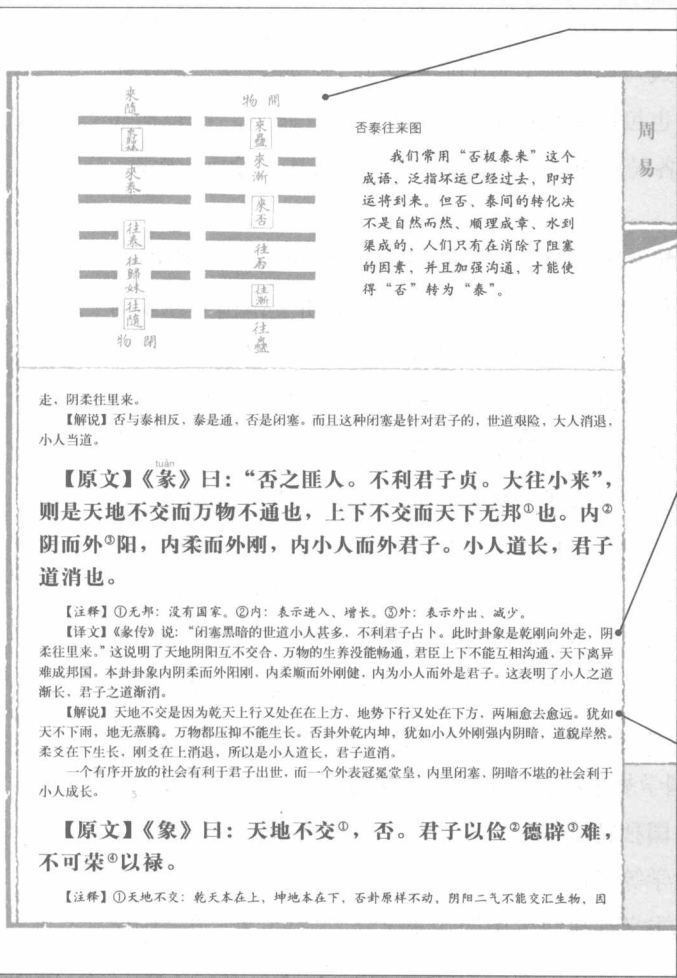 來隨
來泰
往泰
往歸妹
往隨
物 閉
物 開
來蠱
來漸
來否
往否
往漸
往蠱
否泰往来图
我们常用“否极泰来”这个
成语，泛指坏运已经过去，即好
运将到来。但否、泰间的转化决
不是自然而然、顺理成章、水到
渠成的，人们只有在消除了阻塞
的因素，并且加强沟通，才能使
得“否”转为“泰”。
周易
走，阴柔往里来。
【解说】否与泰相反，泰是通，否是闭塞。而且这种闭塞是针对君子的，世道艰险，大人消退，
小人当道。
tuàn
【原文】《彖》曰：“否之匪人。不利君子贞。大往小来”，
则是天地不交而万物不通也，上下不交而天下无邦①也。内②
阴而外③阳，内柔而外刚，内小人而外君子。小人道长，君子
道消也。
【注释】①无邦：没有国家。②内：表示进入、增长。③外：表示外出、减少。
【译文】《彖传》说：“闭塞黑暗的世道小人甚多，不利君子占卜。此时卦象是乾刚向外走，阴
柔往里来。”这说明了天地阴阳互不交合，万物的生养没能畅通，君臣上下不能互相沟通，天下离异
难成邦国。本卦卦象内阴柔而外阳刚，内柔顺而外刚健，内为小人而外是君子。这表明了小人之道
渐长，君子之道渐消。
【解说】天地不交是因为乾天上行又处在在上方，地势下行又处在下方，两厢愈去愈远。犹如
天不下雨，地无蒸腾。万物都压抑不能生长。否卦外乾内坤，犹如小人外刚强内阴暗，道貌岸然。
柔爻在下生长，刚爻在上消退，所以是小人道长，君子道消。
一个有序开放的社会有利于君子出世，而一个外表冠冕堂皇，内里闭塞、阴暗不堪的社会利于
小人成长。
【原文】《象》曰：天地不交①，否。君子以俭②德辟③难，
不可荣④以禄。
【注释】①天地不交：乾天本在上，坤地本在下，否卦原样不动，阴阳二气不能交汇生物，因